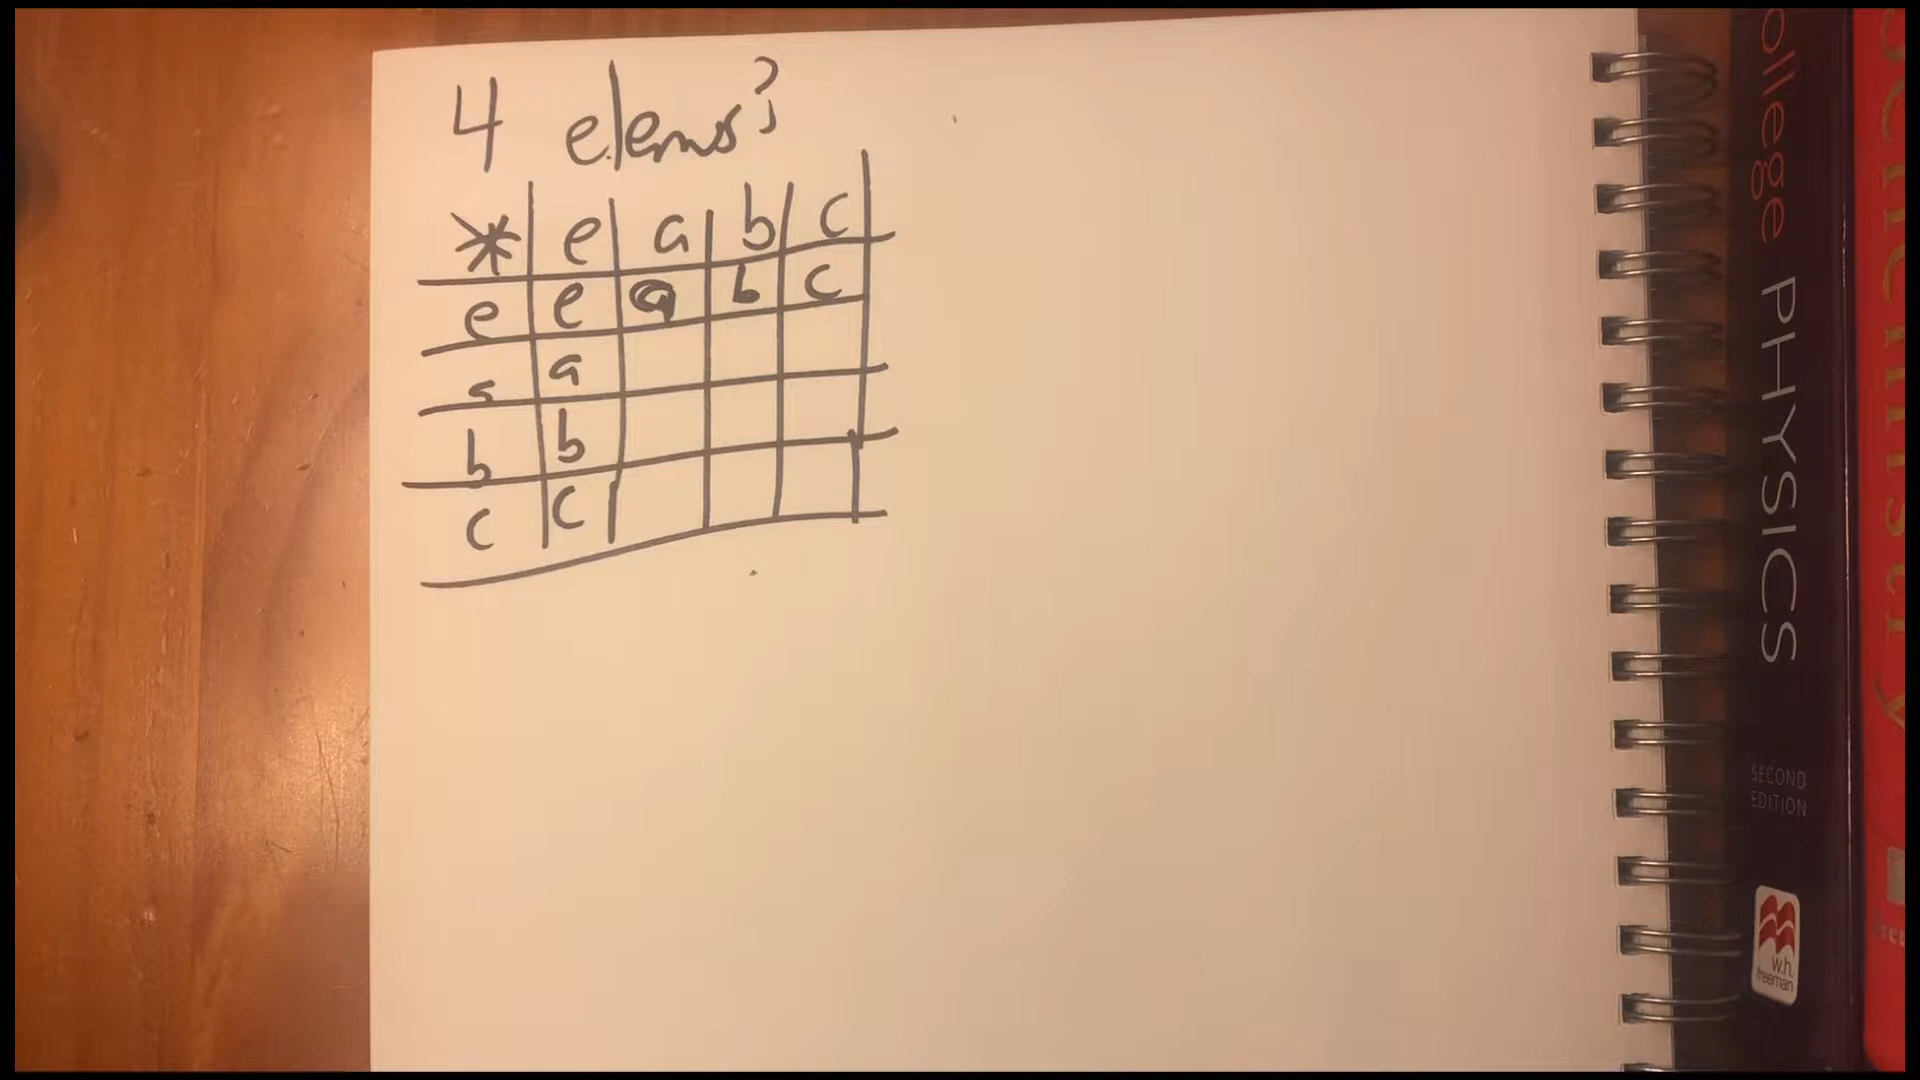 4 elems?
* e a b c
e e a b c
a a
b b
c c
ollege PHYSICS
SECOND
EDITION
w.h.
freeman